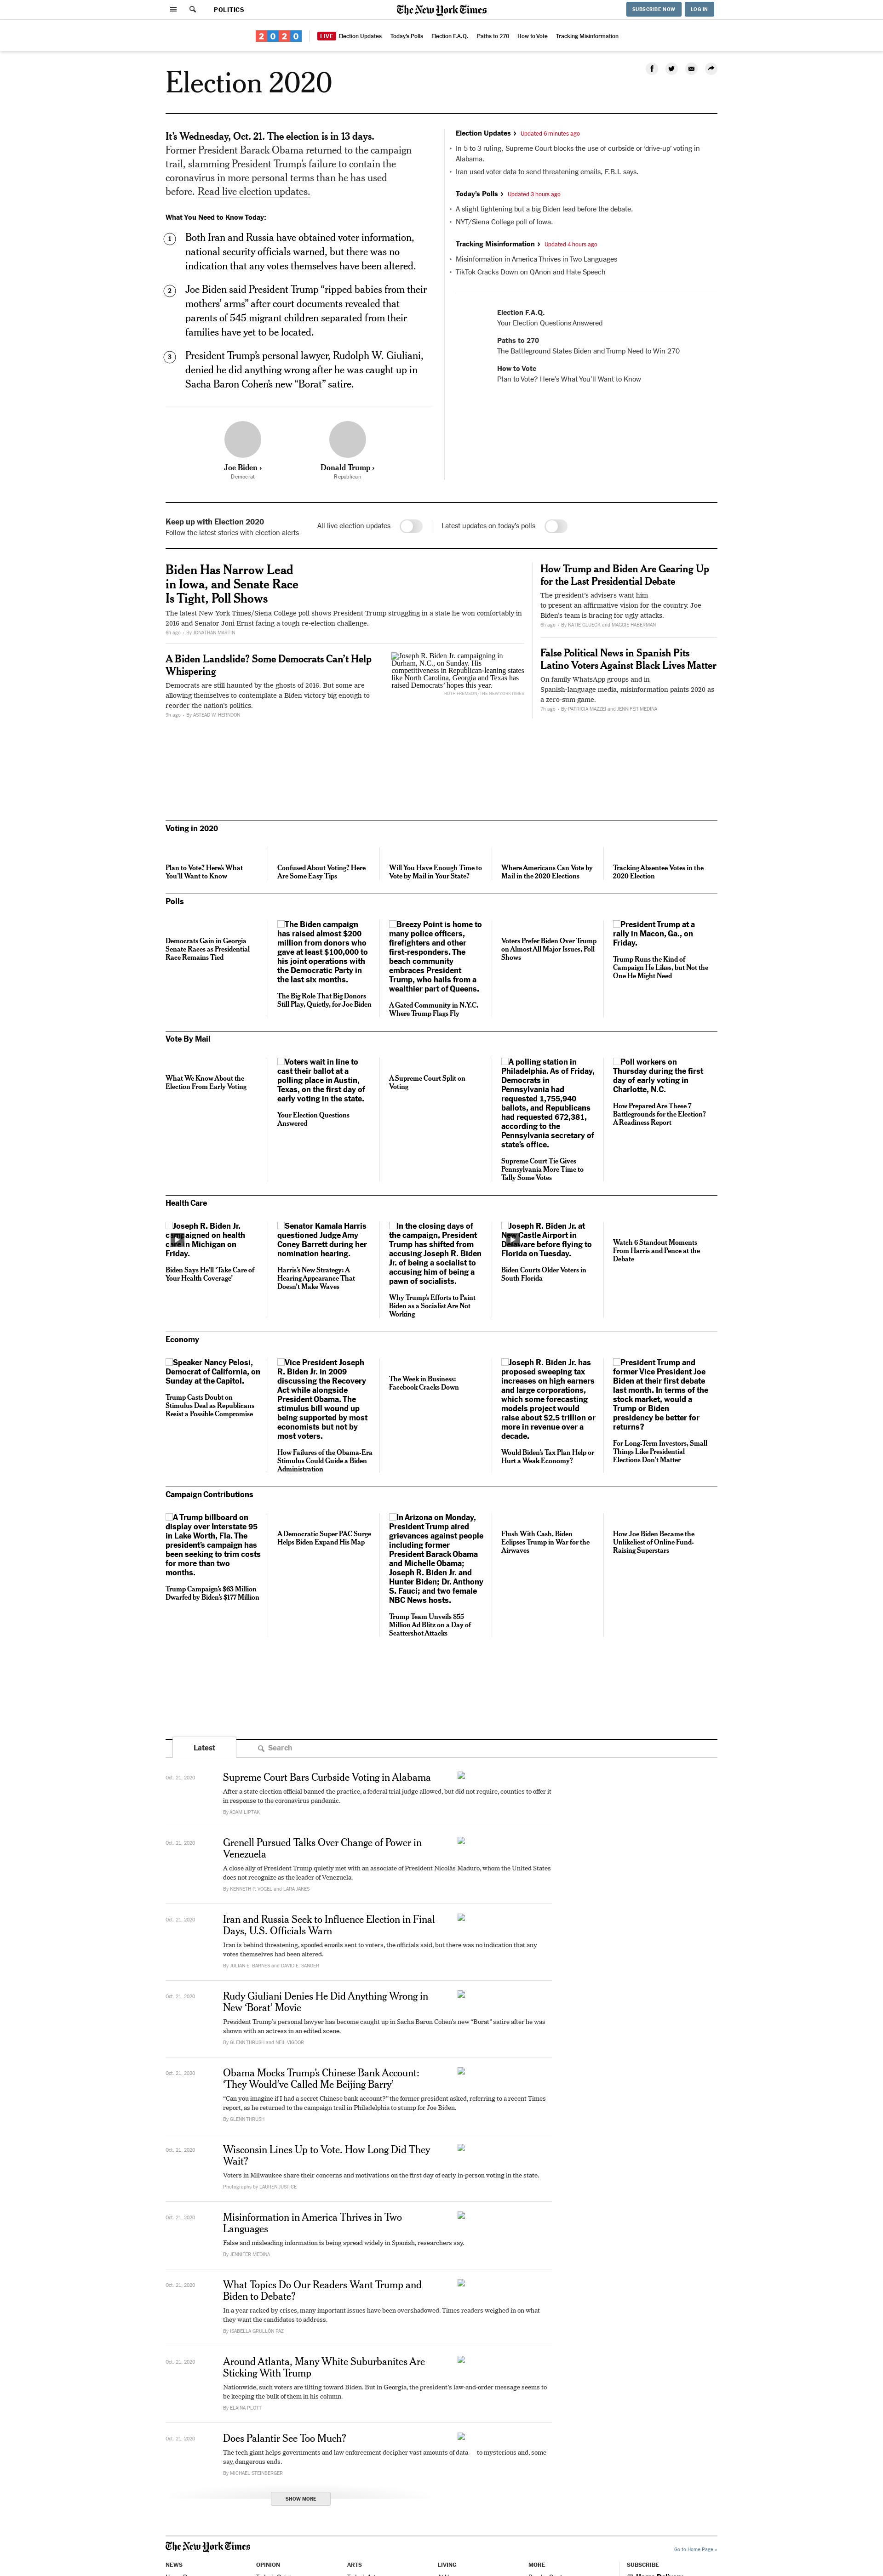 POLITICS
The New York Times
SUBSCRIBE NOW
LOG IN
2020
LIVE Election Updates
Today's Polls
Election F.A.Q.
Paths to 270
How to Vote
Tracking Misinformation
Election 2020
It's Wednesday, Oct. 21. The election is in 13 days.
Former President Barack Obama returned to the campaign
trail, slamming President Trump's failure to contain the
coronavirus in more personal terms than he has used
before. Read live election updates.
What You Need to Know Today:
1
Both Iran and Russia have obtained voter information,
national security officials warned, but there was no
indication that any votes themselves have been altered.
2
Joe Biden said President Trump "ripped babies from their
mothers' arms" after court documents revealed that
parents of 545 migrant children separated from their
families have yet to be located.
3
President Trump's personal lawyer, Rudolph W. Giuliani,
denied he did anything wrong after he was caught up in
Sacha Baron Cohen's new "Borat" satire.
Joe Biden ›
Democrat
Donald Trump ›
Republican
Election Updates › Updated 6 minutes ago
• In 5 to 3 ruling, Supreme Court blocks the use of curbside or 'drive-up' voting in
Alabama.
• Iran used voter data to send threatening emails, F.B.I. says.
Today's Polls › Updated 3 hours ago
• A slight tightening but a big Biden lead before the debate.
• NYT/Siena College poll of Iowa.
Tracking Misinformation › Updated 4 hours ago
• Misinformation in America Thrives in Two Languages
• TikTok Cracks Down on QAnon and Hate Speech
Election F.A.Q.
Your Election Questions Answered
Paths to 270
The Battleground States Biden and Trump Need to Win 270
How to Vote
Plan to Vote? Here's What You'll Want to Know
Keep up with Election 2020
Follow the latest stories with election alerts
All live election updates
Latest updates on today's polls
Biden Has Narrow Lead
in Iowa, and Senate Race
Is Tight, Poll Shows
The latest New York Times/Siena College poll shows President Trump struggling in a state he won comfortably in
2016 and Senator Joni Ernst facing a tough re-election challenge.
6h ago – By JONATHAN MARTIN
A Biden Landslide? Some Democrats Can't Help
Whispering
Democrats are still haunted by the ghosts of 2016. But some are
allowing themselves to contemplate a Biden victory big enough to
reorder the nation's politics.
9h ago – By ASTEAD W. HERNDON
Joseph R. Biden Jr. campaigning in
Durham, N.C., on Sunday. His
competitiveness in Republican-leaning states
like North Carolina, Georgia and Texas has
raised Democrats' hopes this year.
RUTH FREMSON / THE NEW YORK TIMES
How Trump and Biden Are Gearing Up
for the Last Presidential Debate
The president's advisers want him
to present an affirmative vision for the country. Joe
Biden's team is bracing for ugly attacks.
6h ago – By KATIE GLUECK and MAGGIE HABERMAN
False Political News in Spanish Pits
Latino Voters Against Black Lives Matter
On family WhatsApp groups and in
Spanish-language media, misinformation paints 2020 as
a zero-sum game.
7h ago – By PATRICIA MAZZEI and JENNIFER MEDINA
Voting in 2020
Plan to Vote? Here's What
You'll Want to Know
Confused About Voting? Here
Are Some Easy Tips
Will You Have Enough Time to
Vote by Mail in Your State?
Where Americans Can Vote by
Mail in the 2020 Elections
Tracking Absentee Votes in the
2020 Election
Polls
Democrats Gain in Georgia
Senate Races as Presidential
Race Remains Tied
The Biden campaign
has raised almost $200
million from donors who
gave at least $100,000 to
his joint operations with
the Democratic Party in
the last six months.
The Big Role That Big Donors
Still Play, Quietly, for Joe Biden
Breezy Point is home to
many police officers,
firefighters and other
first-responders. The
beach community
embraces President
Trump, who hails from a
wealthier part of Queens.
A Gated Community in N.Y.C.
Where Trump Flags Fly
Voters Prefer Biden Over Trump
on Almost All Major Issues, Poll
Shows
President Trump at a
rally in Macon, Ga., on
Friday.
Trump Runs the Kind of
Campaign He Likes, but Not the
One He Might Need
Vote By Mail
What We Know About the
Election From Early Voting
Voters wait in line to
cast their ballot at a
polling place in Austin,
Texas, on the first day of
early voting in the state.
Your Election Questions
Answered
A Supreme Court Split on
Voting
A polling station in
Philadelphia. As of Friday,
Democrats in
Pennsylvania had
requested 1,755,940
ballots, and Republicans
had requested 672,381,
according to the
Pennsylvania secretary of
state's office.
Supreme Court Tie Gives
Pennsylvania More Time to
Tally Some Votes
Poll workers on
Thursday during the first
day of early voting in
Charlotte, N.C.
How Prepared Are These 7
Battlegrounds for the Election?
A Readiness Report
Health Care
Joseph R. Biden Jr.
campaigned on health
in Michigan on
Friday.
Biden Says He'll 'Take Care of
Your Health Coverage'
Senator Kamala Harris
questioned Judge Amy
Coney Barrett during her
nomination hearing.
Harris's New Strategy: A
Hearing Appearance That
Doesn't Make Waves
In the closing days of
the campaign, President
Trump has shifted from
accusing Joseph R. Biden
Jr. of being a socialist to
accusing him of being a
pawn of socialists.
Why Trump's Efforts to Paint
Biden as a Socialist Are Not
Working
Joseph R. Biden Jr. at
New Castle Airport in
Delaware before flying to
Florida on Tuesday.
Biden Courts Older Voters in
South Florida
Watch 6 Standout Moments
From Harris and Pence at the
Debate
Economy
Speaker Nancy Pelosi,
Democrat of California, on
Sunday at the Capitol.
Trump Casts Doubt on
Stimulus Deal as Republicans
Resist a Possible Compromise
Vice President Joseph
R. Biden Jr. in 2009
discussing the Recovery
Act while alongside
President Obama. The
stimulus bill wound up
being supported by most
economists but not by
most voters.
How Failures of the Obama-Era
Stimulus Could Guide a Biden
Administration
The Week in Business:
Facebook Cracks Down
Joseph R. Biden Jr. has
proposed sweeping tax
increases on high earners
and large corporations,
which some forecasting
models project would
raise about $2.5 trillion or
more in revenue over a
decade.
Would Biden's Tax Plan Help or
Hurt a Weak Economy?
President Trump and
former Vice President Joe
Biden at their first debate
last month. In terms of the
stock market, would a
Trump or Biden
presidency be better for
returns?
For Long-Term Investors, Small
Things Like Presidential
Elections Don't Matter
Campaign Contributions
A Trump billboard on
display over Interstate 95
in Lake Worth, Fla. The
president's campaign has
been seeking to trim costs
for more than two
months.
Trump Campaign's $63 Million
Dwarfed by Biden's $177 Million
A Democratic Super PAC Surge
Helps Biden Expand His Map
In Arizona on Monday,
President Trump aired
grievances against people
including former
President Barack Obama
and Michelle Obama;
Joseph R. Biden Jr. and
Hunter Biden; Dr. Anthony
S. Fauci; and two female
NBC News hosts.
Trump Team Unveils $55
Million Ad Blitz on a Day of
Scattershot Attacks
Flush With Cash, Biden
Eclipses Trump in War for the
Airwaves
How Joe Biden Became the
Unlikeliest of Online Fund-
Raising Superstars
Latest
Search
Oct. 21, 2020
Supreme Court Bars Curbside Voting in Alabama
After a state election official banned the practice, a federal trial judge allowed, but did not require, counties to offer it
in response to the coronavirus pandemic.
By ADAM LIPTAK
Oct. 21, 2020
Grenell Pursued Talks Over Change of Power in
Venezuela
A close ally of President Trump quietly met with an associate of President Nicolás Maduro, whom the United States
does not recognize as the leader of Venezuela.
By KENNETH P. VOGEL and LARA JAKES
Oct. 21, 2020
Iran and Russia Seek to Influence Election in Final
Days, U.S. Officials Warn
Iran is behind threatening, spoofed emails sent to voters, the officials said, but there was no indication that any
votes themselves had been altered.
By JULIAN E. BARNES and DAVID E. SANGER
Oct. 21, 2020
Rudy Giuliani Denies He Did Anything Wrong in
New 'Borat' Movie
President Trump's personal lawyer has become caught up in Sacha Baron Cohen's new "Borat" satire after he was
shown with an actress in an edited scene.
By GLENN THRUSH and NEIL VIGDOR
Oct. 21, 2020
Obama Mocks Trump's Chinese Bank Account:
'They Would've Called Me Beijing Barry'
"Can you imagine if I had a secret Chinese bank account?" the former president asked, referring to a recent Times
report, as he returned to the campaign trail in Philadelphia to stump for Joe Biden.
By GLENN THRUSH
Oct. 21, 2020
Wisconsin Lines Up to Vote. How Long Did They
Wait?
Voters in Milwaukee share their concerns and motivations on the first day of early in-person voting in the state.
Photographs by LAUREN JUSTICE
Oct. 21, 2020
Misinformation in America Thrives in Two
Languages
False and misleading information is being spread widely in Spanish, researchers say.
By JENNIFER MEDINA
Oct. 21, 2020
What Topics Do Our Readers Want Trump and
Biden to Debate?
In a year racked by crises, many important issues have been overshadowed. Times readers weighed in on what
they want the candidates to address.
By ISABELLA GRULLÓN PAZ
Oct. 21, 2020
Around Atlanta, Many White Suburbanites Are
Sticking With Trump
Nationwide, such voters are tilting toward Biden. But in Georgia, the president's law-and-order message seems to
be keeping the bulk of them in his column.
By ELAINA PLOTT
Oct. 21, 2020
Does Palantir See Too Much?
The tech giant helps governments and law enforcement decipher vast amounts of data — to mysterious and, some
say, dangerous ends.
By MICHAEL STEINBERGER
SHOW MORE
The New York Times
Go to Home Page »
NEWS
OPINION
ARTS
LIVING
MORE
SUBSCRIBE